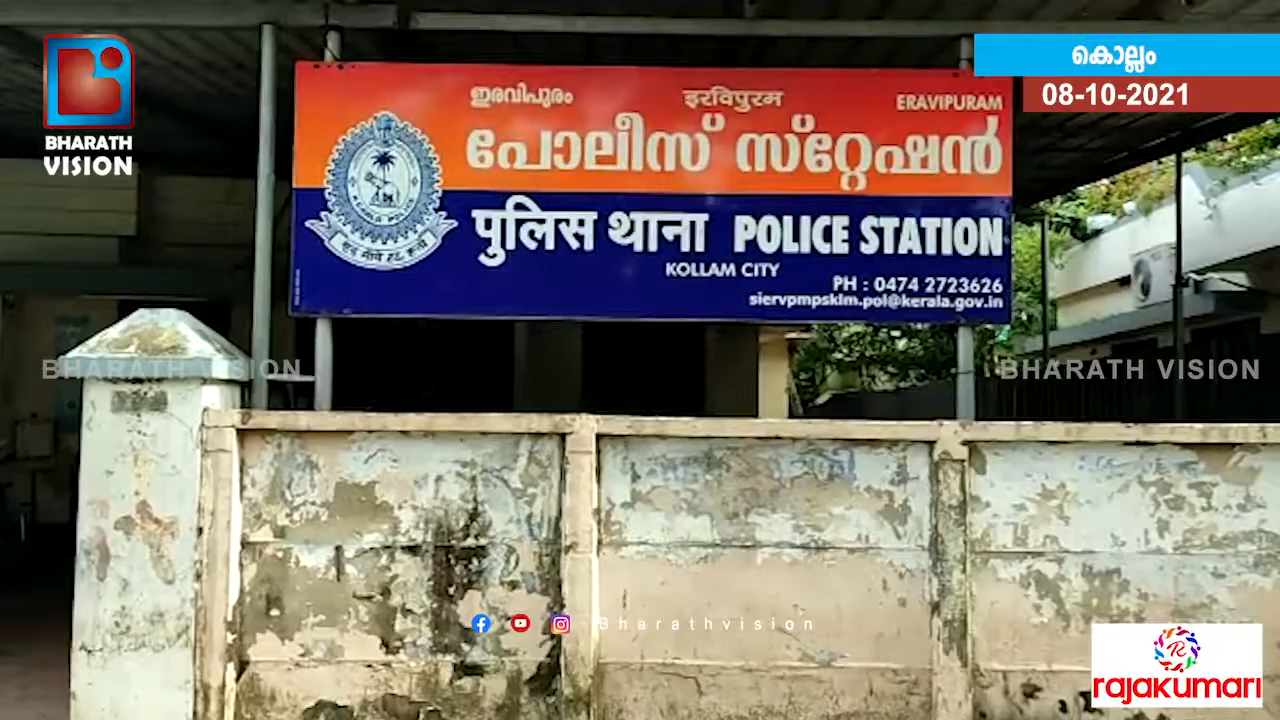 BHARATH
VISION
കൊല്ലം
08-10-2021
ഇരവിപുരം इरविपुरम ERAVIPURAM
പോലീസ് സ്റ്റേഷൻ
पुलिस थाना POLICE STATION
KOLLAM CITY
PH : 0474 2723626
siervpmpsklm.pol@kerala.gov.in
BHARATH VISION BHARATH VISION
Bharathvision
rajakumari